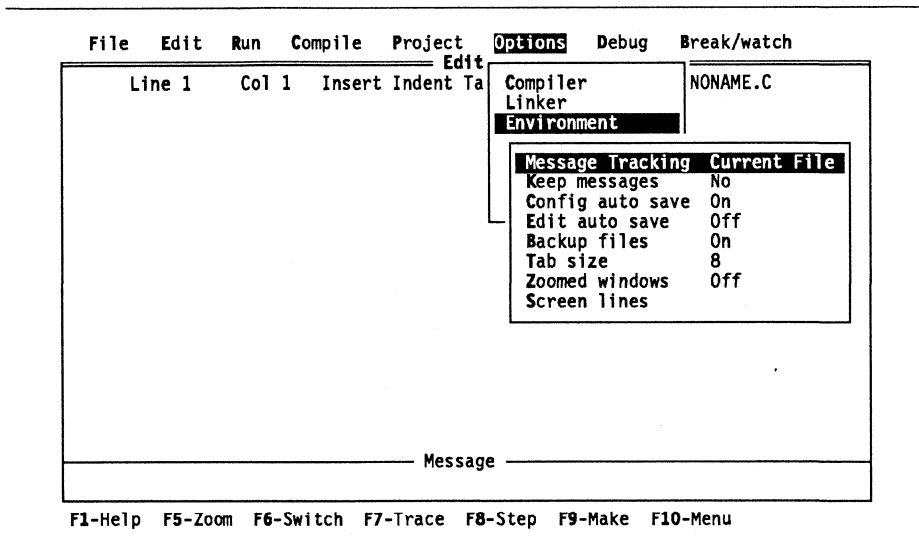 File Edit Run Compile Project Options Debug Break/watch
Edit
Line 1 Col 1 Insert Indent Ta NONAME.C
Compiler
Linker
Environment
Message Tracking Current File
Keep messages No
Config auto save On
Edit auto save Off
Backup files On
Tab size 8
Zoomed windows Off
Screen lines
Message
F1-Help F5-Zoom F6-Switch F7-Trace F8-Step F9-Make F10-Menu